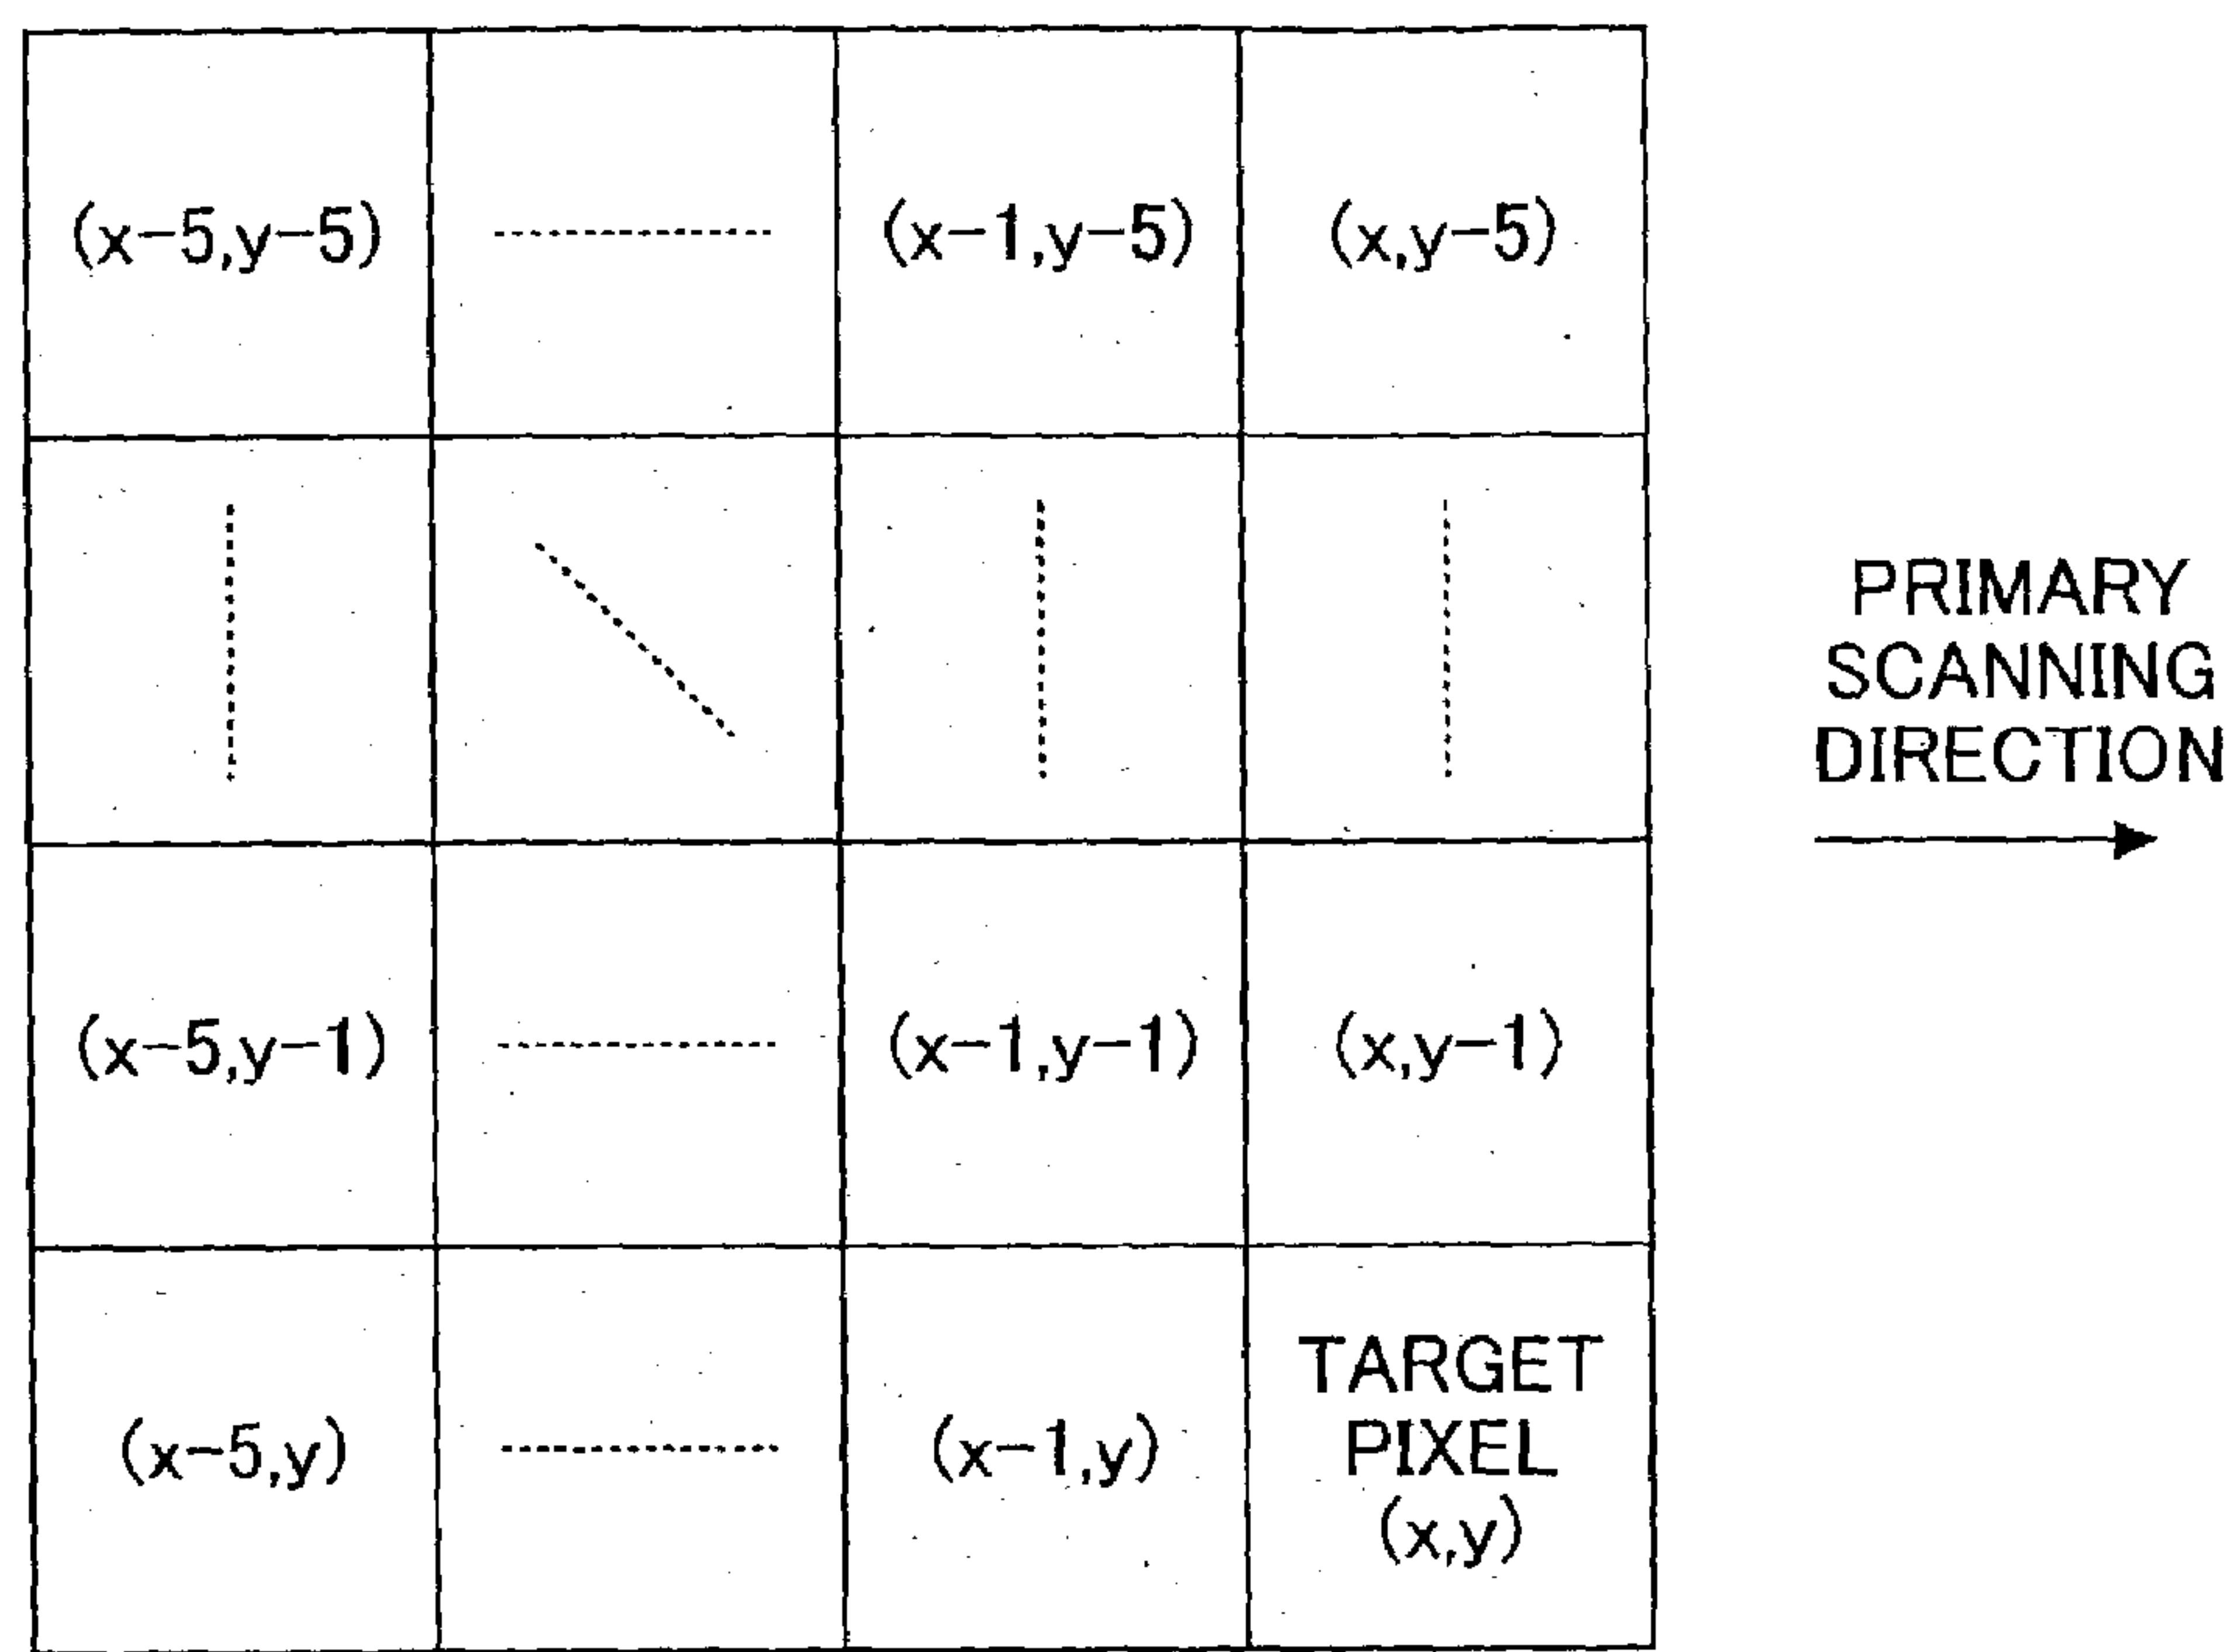 (x−5,y−5)
(x−1,y−5)
(x,y−5)
PRIMARY
SCANNING
DIRECTION
(x−5,y−1)
(x−1,y−1)
(x,y−1)
(x−5,y)
(x−1,y)
TARGET
PIXEL
(x,y)